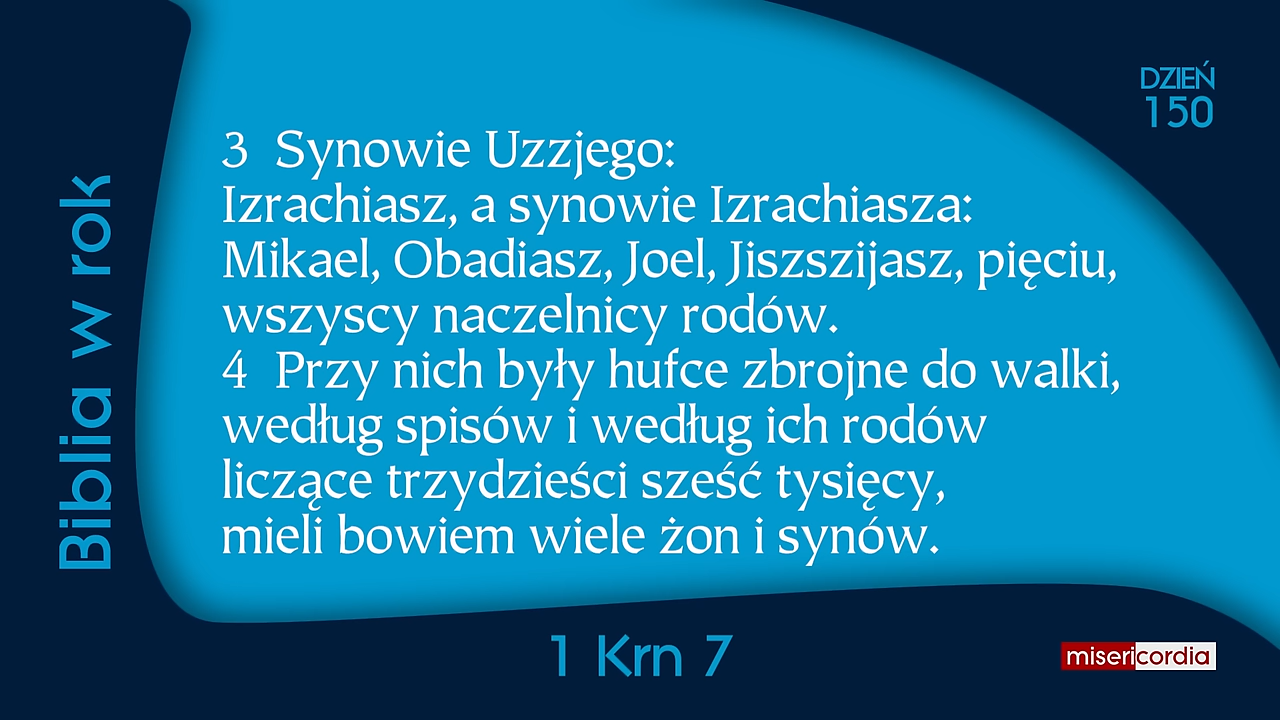 DZIEŃ
150
Biblia w rok
3 Synowie Uzzjego:
Izrachiasz, a synowie Izrachiasza:
Mikael, Obadiasz, Joel, Jiszszijasz, pięciu,
wszyscy naczelnicy rodów.
4 Przy nich były hufce zbrojne do walki,
według spisów i według ich rodów
liczące trzydzieści sześć tysięcy,
mieli bowiem wiele żon i synów.
1 Krn 7
misericordia